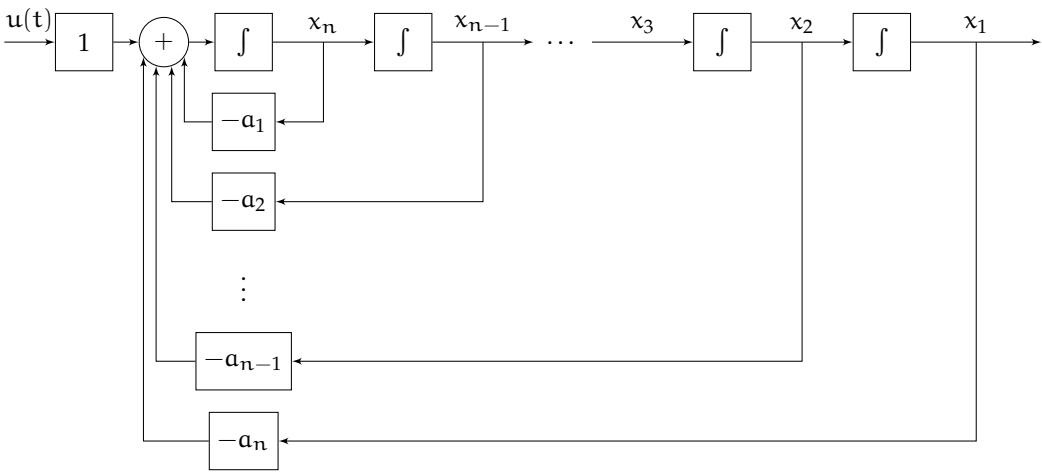 u(t) 1 + ∫ xₙ ∫ xₙ₋₁ ⋯ x₃ ∫ x₂ ∫ x₁
−a₁
−a₂
⋮
−aₙ₋₁
−aₙ